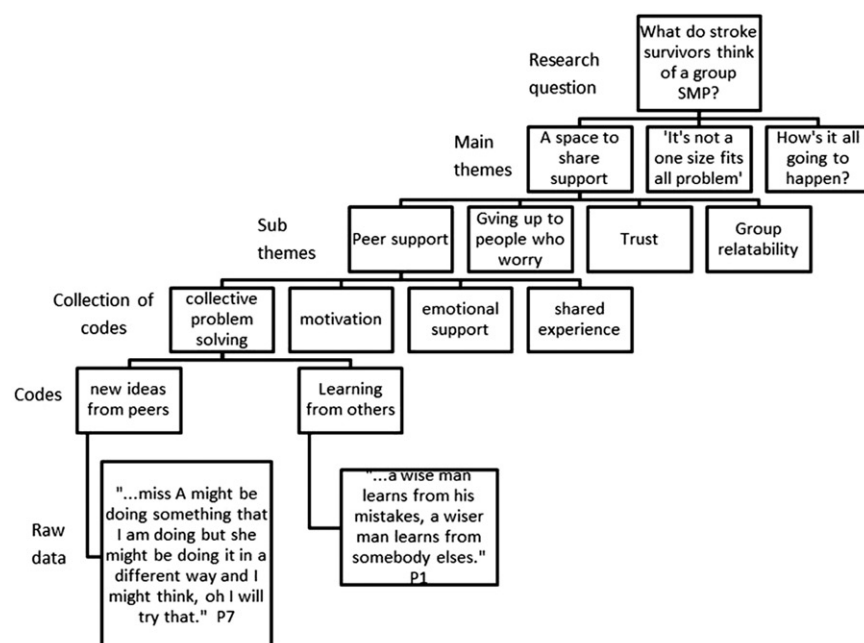 What do stroke
survivors think
of a group
SMP?
Research
question
Main
themes
A space to
share
support
'It's not a
one size fits
all problem'
How's it all
going to
happen?
Sub
themes
Peer support
Gving up to
people who
worry
Trust
Group
relatability
Collection of
codes
collective
problem
solving
motivation
emotional
support
shared
experience
Codes
new ideas
from peers
Learning
from others
Raw
data
"...miss A might be
doing something that
I am doing but she
might be doing it in a
different way and I
might think, oh I will
try that." P7
"...a wise man
learns from his
mistakes, a wiser
man learns from
somebody elses."
P1